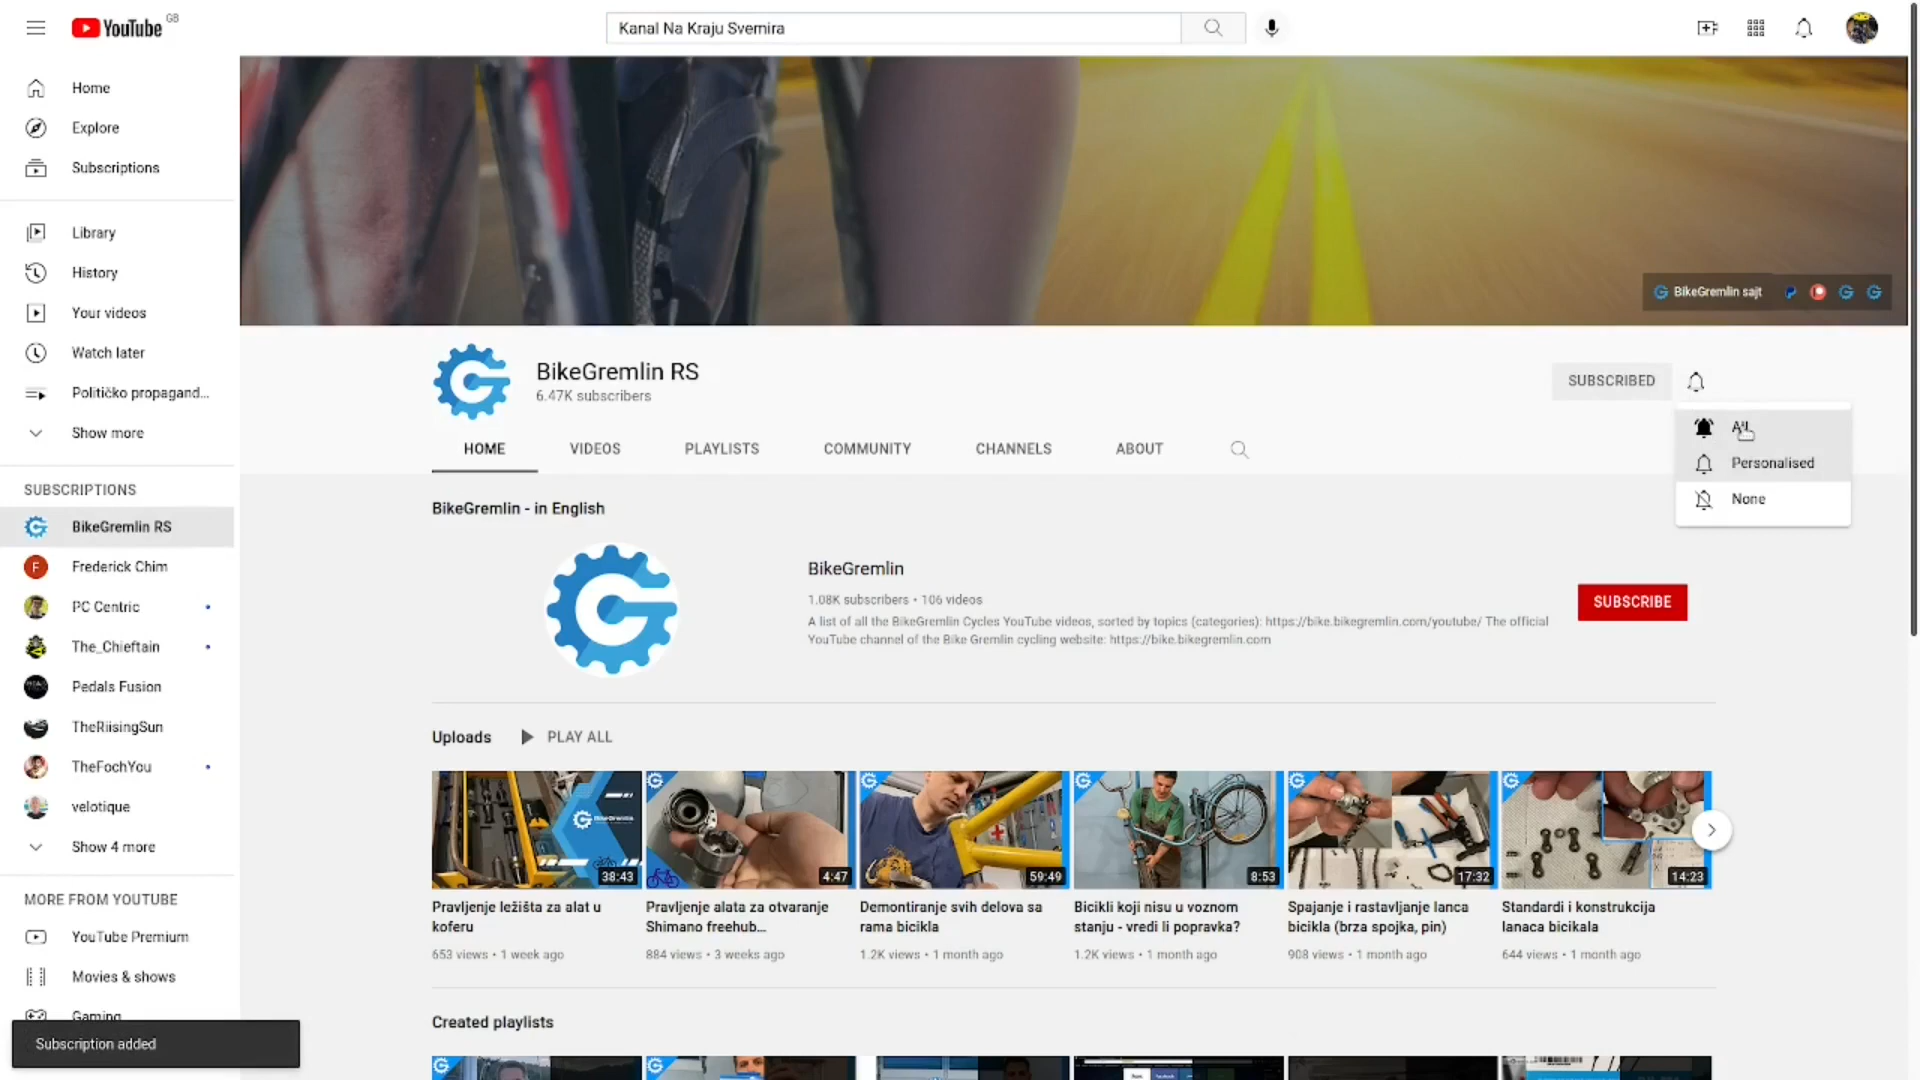 YouTube GB
Kanal Na Kraju Svemira
Home
Explore
Subscriptions
Library
History
Your videos
Watch later
Političko propagand...
Show more
SUBSCRIPTIONS
BikeGremlin RS
F Frederick Chim
PC Centric
The_Chieftain
Pedals Fusion
TheRiisingSun
TheFochYou
velotique
Show 4 more
MORE FROM YOUTUBE
YouTube Premium
Movies & shows
Gaming
Subscription added
BikeGremlin sajt
BikeGremlin RS
6.47K subscribers
SUBSCRIBED
All
Personalised
None
HOME VIDEOS PLAYLISTS COMMUNITY CHANNELS ABOUT
BikeGremlin - in English
BikeGremlin
1.08K subscribers • 106 videos
A list of all the BikeGremlin Cycles YouTube videos, sorted by topics (categories): https://bike.bikegremlin.com/youtube/ The official
YouTube channel of the Bike Gremlin cycling website: https://bike.bikegremlin.com
SUBSCRIBE
Uploads PLAY ALL
BikeGremlin
38:43
4:47
59:49
8:53
17:32
14:23
Pravljenje ležišta za alat u
koferu
653 views • 1 week ago
Pravljenje alata za otvaranje
Shimano freehub...
884 views • 3 weeks ago
Demontiranje svih delova sa
rama bicikla
1.2K views • 1 month ago
Bicikli koji nisu u voznom
stanju - vredi li popravka?
1.2K views • 1 month ago
Spajanje i rastavljanje lanca
bicikla (brza spojka, pin)
908 views • 1 month ago
Standardi i konstrukcija
lanaca bicikala
644 views • 1 month ago
Created playlists